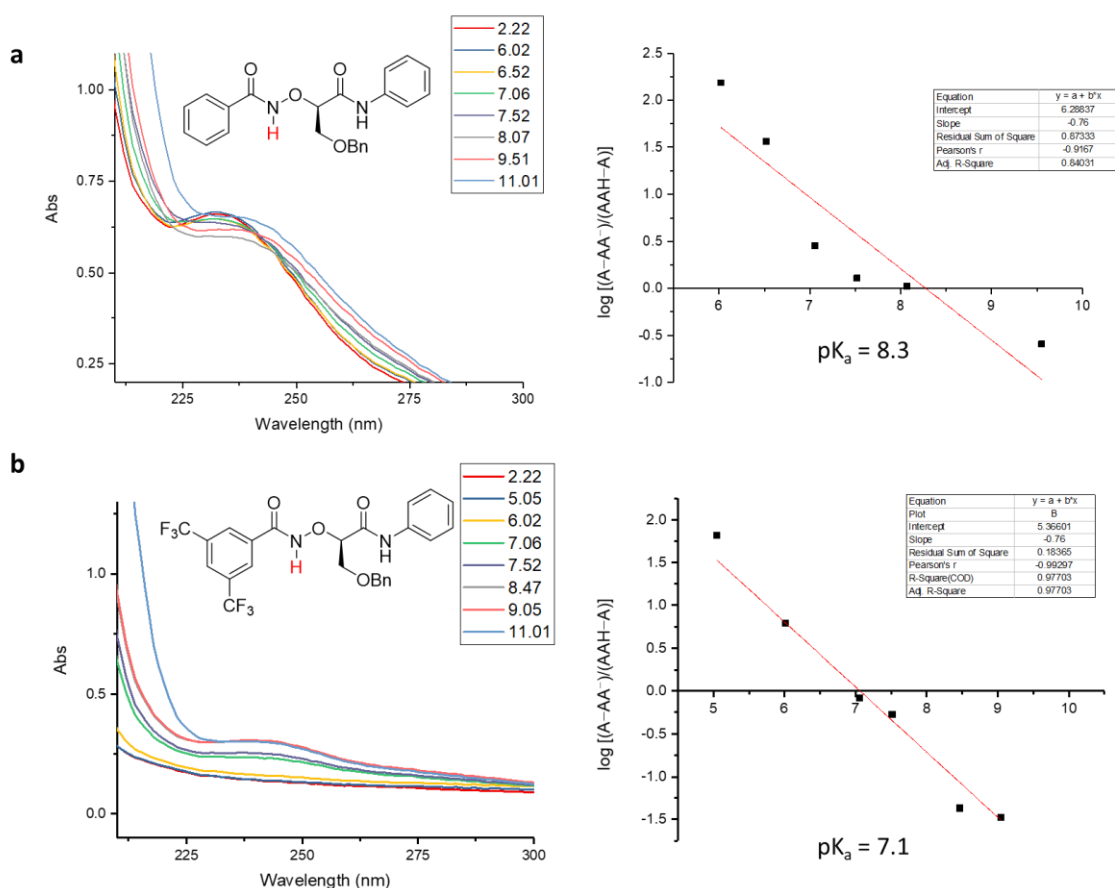 a
2.22
6.02
6.52
7.06
7.52
8.07
9.51
11.01
O
O
O
N
H
N
H
OBn
1.00
0.75
0.50
0.25
Abs
225
250
275
300
Wavelength (nm)
2.5
2.0
1.5
1.0
0.5
0.0
-0.5
-1.0
log [(A−AA⁻)/(AAH−A)]
6
7
8
9
10
Equation y = a + b*x
Intercept 6.28837
Slope -0.76
Residual Sum of Square 0.87333
Pearson's r -0.9167
Adj. R-Square 0.84031
pKa = 8.3
b
2.22
5.05
6.02
7.06
7.52
8.47
9.05
11.01
F3C
CF3
O
O
O
N
H
N
H
OBn
1.0
0.5
0.0
Abs
225
250
275
300
Wavelength (nm)
2.0
1.5
1.0
0.5
0.0
-0.5
-1.0
-1.5
log [(A−AA⁻)/(AAH−A)]
5
6
7
8
9
10
Equation y = a + b*x
Plot B
Intercept 5.36601
Slope -0.76
Residual Sum of Square 0.18365
Pearson's r -0.99297
R-Square(COD) 0.97703
Adj. R-Square 0.97703
pKa = 7.1